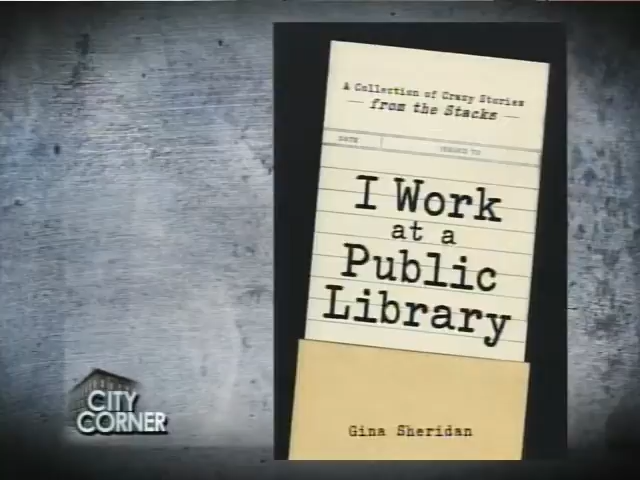 A Collection of Crazy Stories
— from the Stacks —
DATE ISSUED TO
I Work
at a
Public
Library
Gina Sheridan
CITY
CORNER